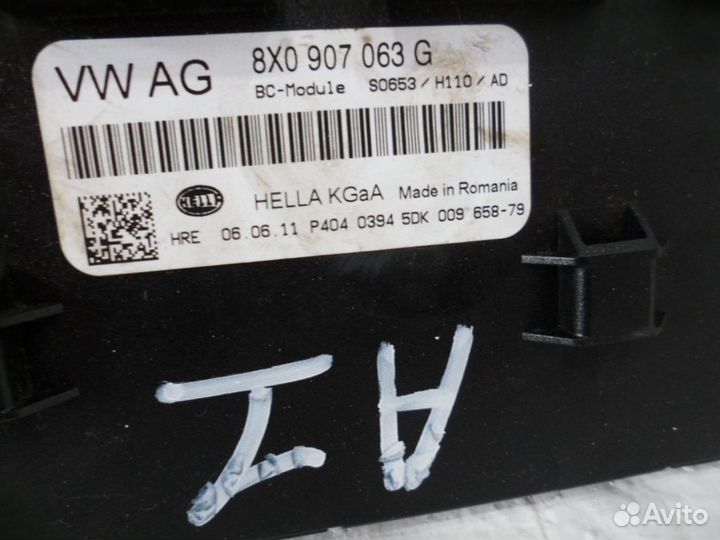 VW AG 8X0 907 063 G
BC-Module S0653/H110/AD
HELLA
HELLA KGaA Made in Romania
HRE 06.06.11 P404 0394 5DK 009 658-79
A
Avito